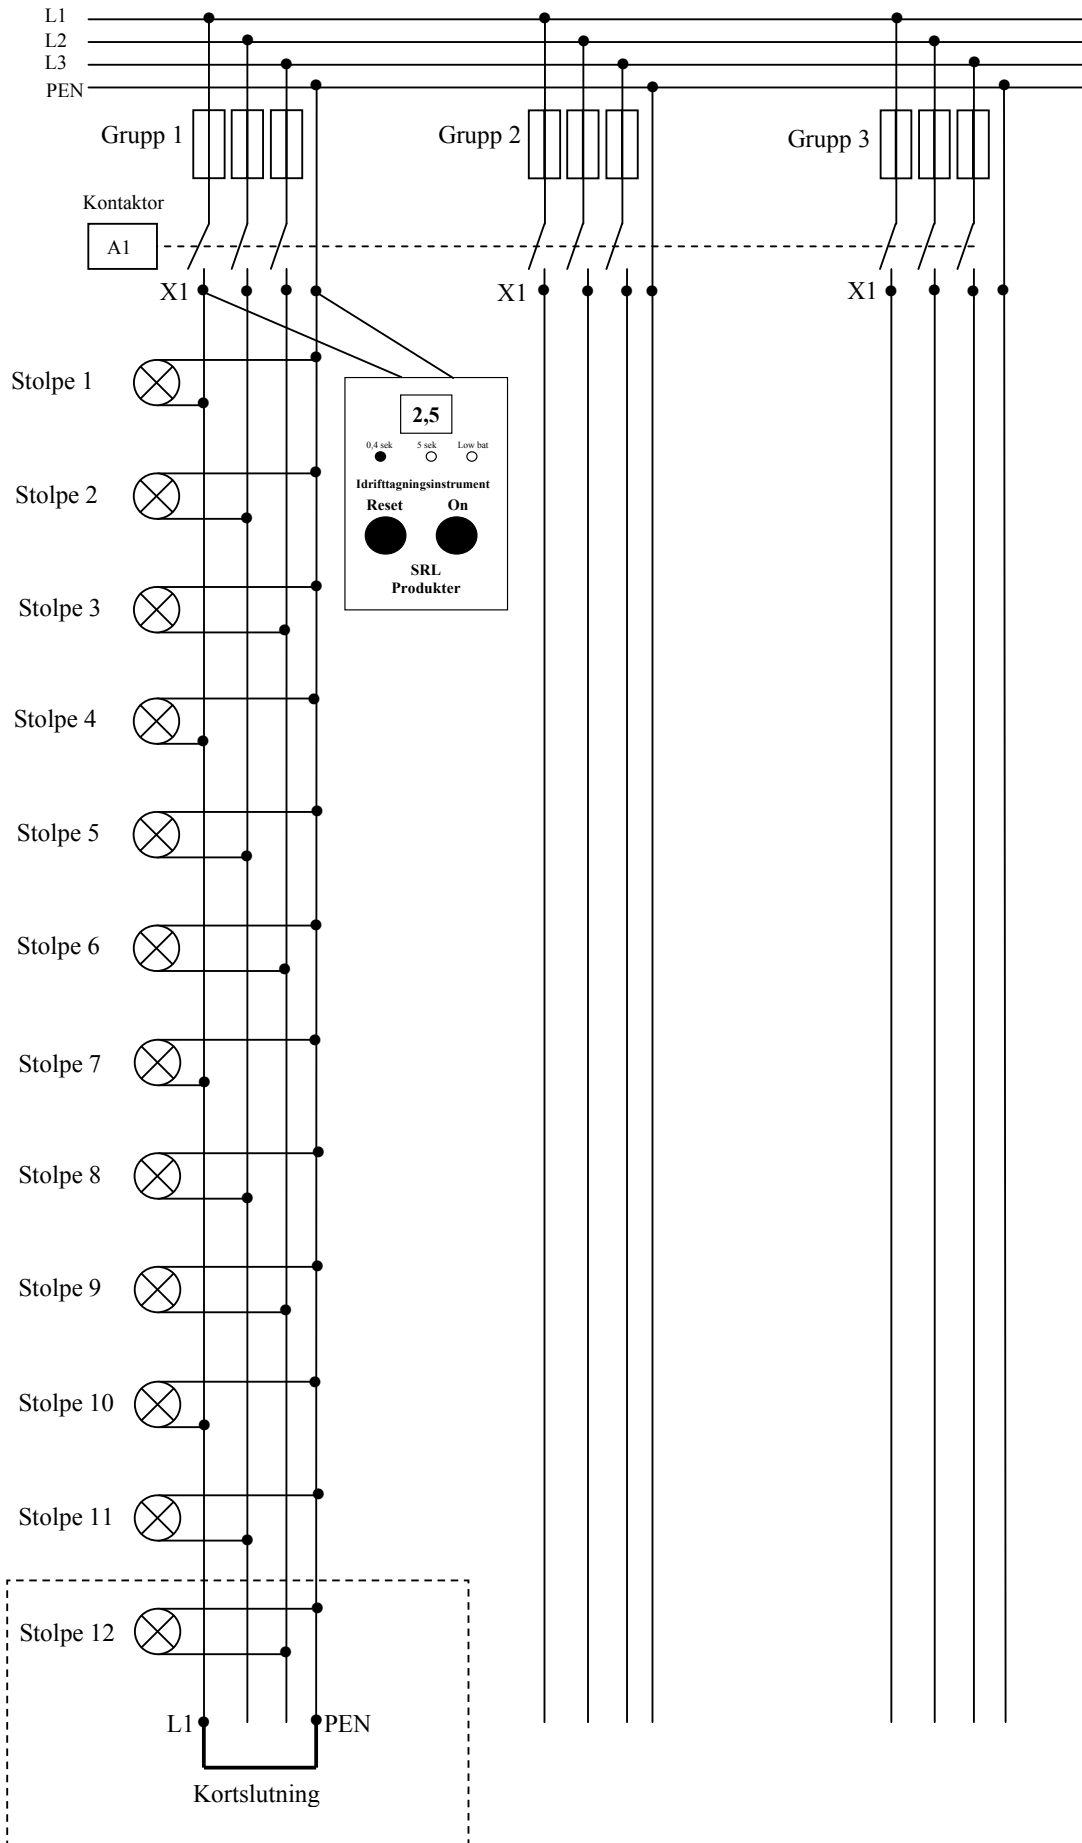 L1
L2
L3
PEN
Grupp 1
Grupp 2
Grupp 3
Kontaktor
A1
X1
X1
X1
Stolpe 1
2,5
0,4 sek 5 sek Low bat
Idrifttagningsinstrument
Reset On
SRL
Produkter
Stolpe 2
Stolpe 3
Stolpe 4
Stolpe 5
Stolpe 6
Stolpe 7
Stolpe 8
Stolpe 9
Stolpe 10
Stolpe 11
Stolpe 12
L1 PEN
Kortslutning